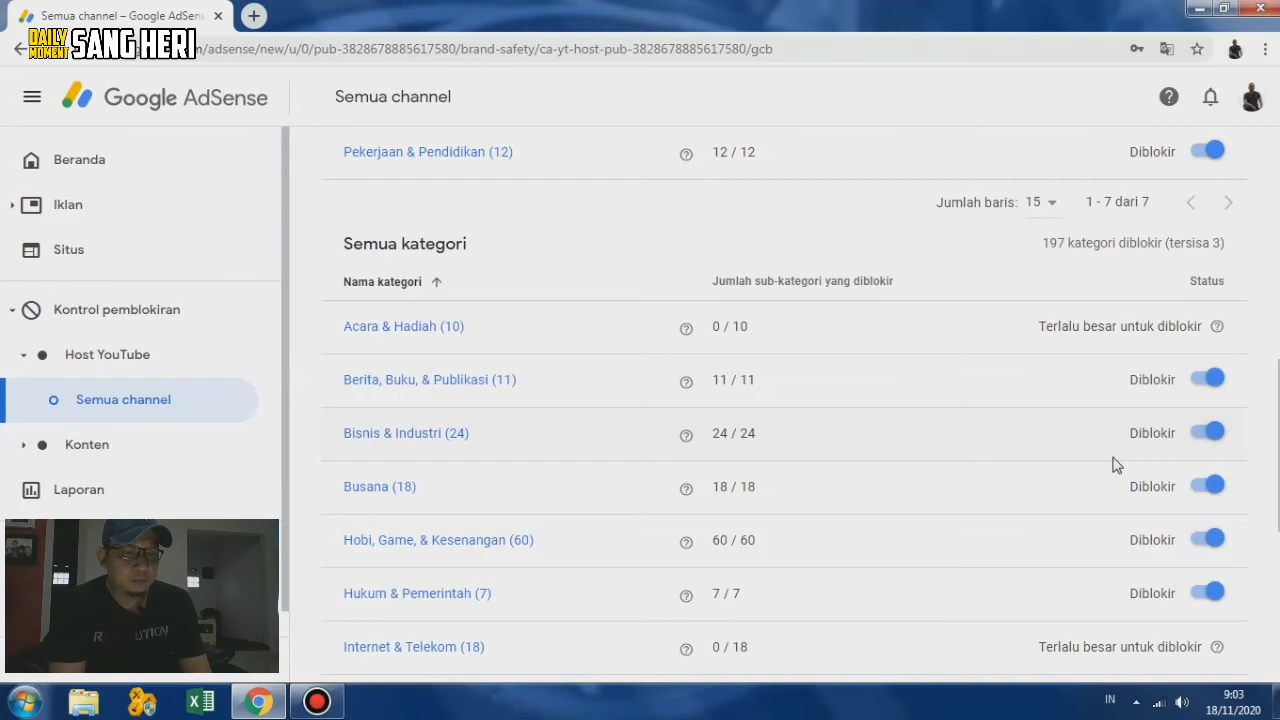 Semua channel – Google AdSens
DAILY MOMENT SANG HERI
m/adsense/new/u/0/pub-3828678885617580/brand-safety/ca-yt-host-pub-3828678885617580/gcb
Google AdSense
Semua channel
Beranda
Iklan
Situs
Kontrol pemblokiran
Host YouTube
Semua channel
Konten
Laporan
Pekerjaan & Pendidikan (12) 12 / 12 Diblokir
Jumlah baris: 15 1 - 7 dari 7
Semua kategori 197 kategori diblokir (tersisa 3)
Nama kategori Jumlah sub-kategori yang diblokir Status
Acara & Hadiah (10) 0 / 10 Terlalu besar untuk diblokir
Berita, Buku, & Publikasi (11) 11 / 11 Diblokir
Bisnis & Industri (24) 24 / 24 Diblokir
Busana (18) 18 / 18 Diblokir
Hobi, Game, & Kesenangan (60) 60 / 60 Diblokir
Hukum & Pemerintah (7) 7 / 7 Diblokir
Internet & Telekom (18) 0 / 18 Terlalu besar untuk diblokir
IN
9:03
18/11/2020